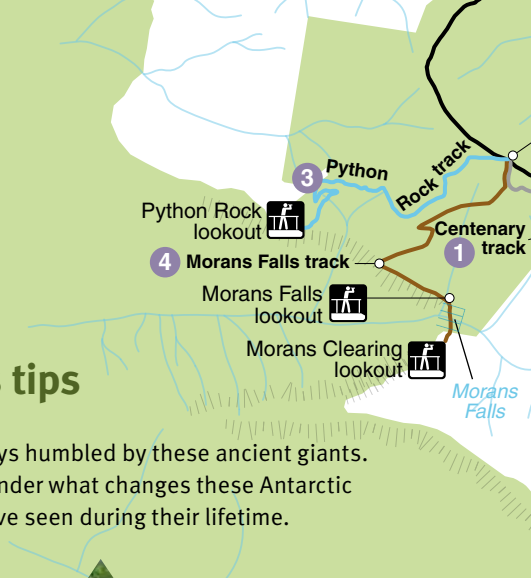 3
Python
Rock track
Python Rock
lookout
Centenary
track
1
4 Morans Falls track
Morans Falls
lookout
Morans Clearing
lookout
Morans
Falls
tips
ys humbled by these ancient giants.
nder what changes these Antarctic
ve seen during their lifetime.